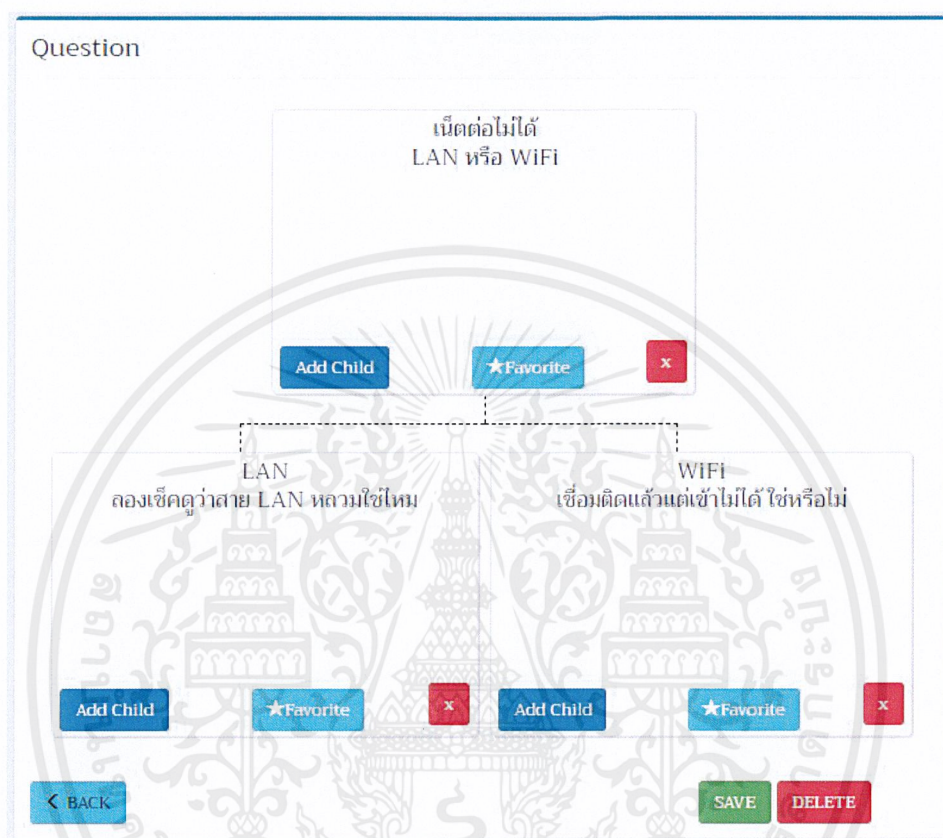 Question
เน็ตต่อไม่ได้
LAN หรือ WiFi
Add Child
★Favorite
x
LAN
ลองเช็คดูว่าสาย LAN หลวมใช่ไหม
Add Child
★Favorite
x
WiFi
เชื่อมติดแล้วแต่เข้าไม่ได้ ใช่หรือไม่
Add Child
★Favorite
x
< BACK
SAVE
DELETE